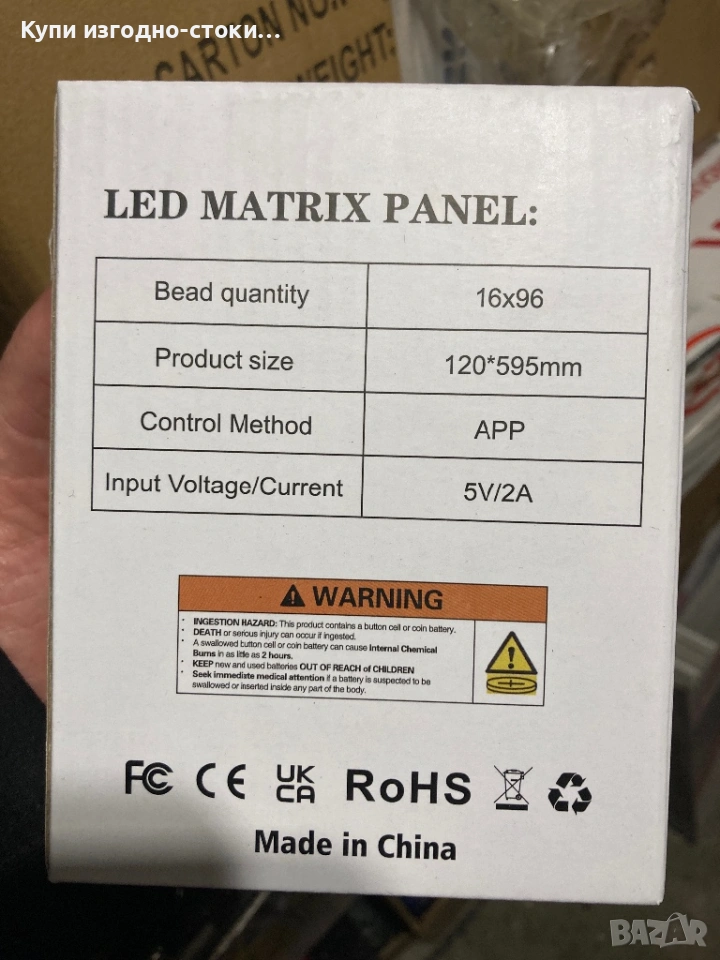 Купи изгодно-стоки...
CARTON NO.:
WEIGHT:
LED MATRIX PANEL:
Bead quantity 16x96
Product size 120*595mm
Control Method APP
Input Voltage/Current 5V/2A
WARNING
· INGESTION HAZARD: This product contains a button cell or coin battery.
· DEATH or serious injury can occur if ingested.
· A swallowed button cell or coin battery can cause Internal Chemical
Burns in as little as 2 hours.
· KEEP new and used batteries OUT OF REACH of CHILDREN
· Seek immediate medical attention if a battery is suspected to be
swallowed or inserted inside any part of the body.
FC CE UK
CA RoHS
Made in China
BAZAR